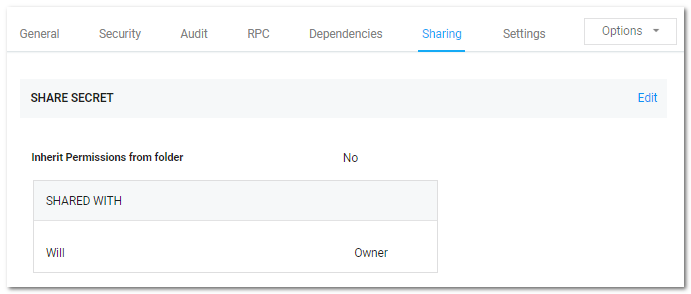 General Security Audit RPC Dependencies Sharing Settings Options
SHARE SECRET Edit
Inherit Permissions from folder No
SHARED WITH
Will Owner